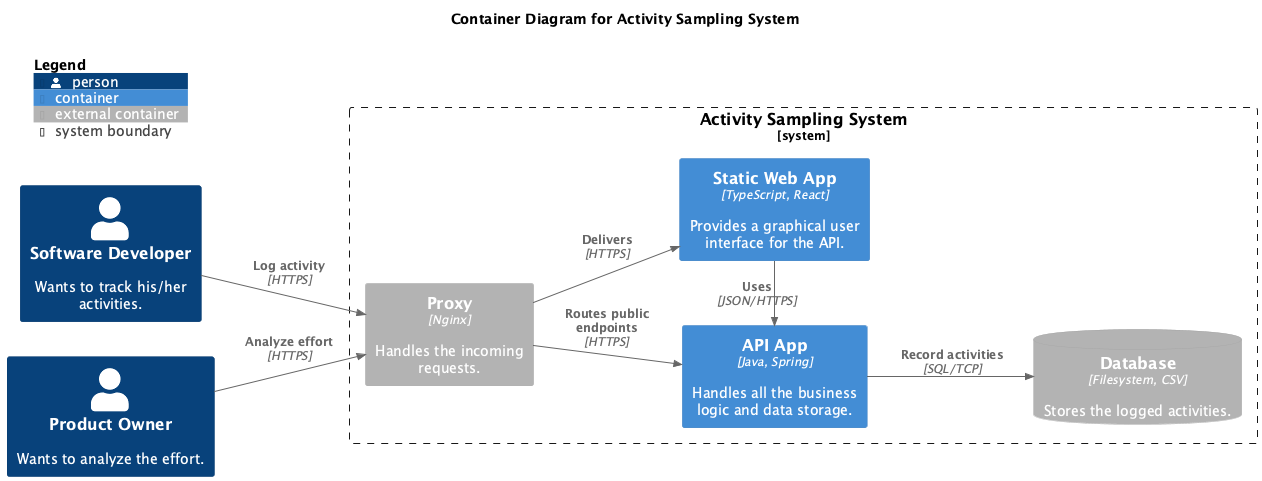 Container Diagram for Activity Sampling System
Legend
person
container
external container
system boundary
Activity Sampling System
[system]
Software Developer
Wants to track his/her
activities.
Product Owner
Wants to analyze the effort.
Log activity
[HTTPS]
Analyze effort
[HTTPS]
Proxy
[Nginx]
Handles the incoming
requests.
Delivers
[HTTPS]
Routes public
endpoints
[HTTPS]
Static Web App
[TypeScript, React]
Provides a graphical user
interface for the API.
Uses
[JSON/HTTPS]
API App
[Java, Spring]
Handles all the business
logic and data storage.
Record activities
[SQL/TCP]
Database
[Filesystem, CSV]
Stores the logged activities.